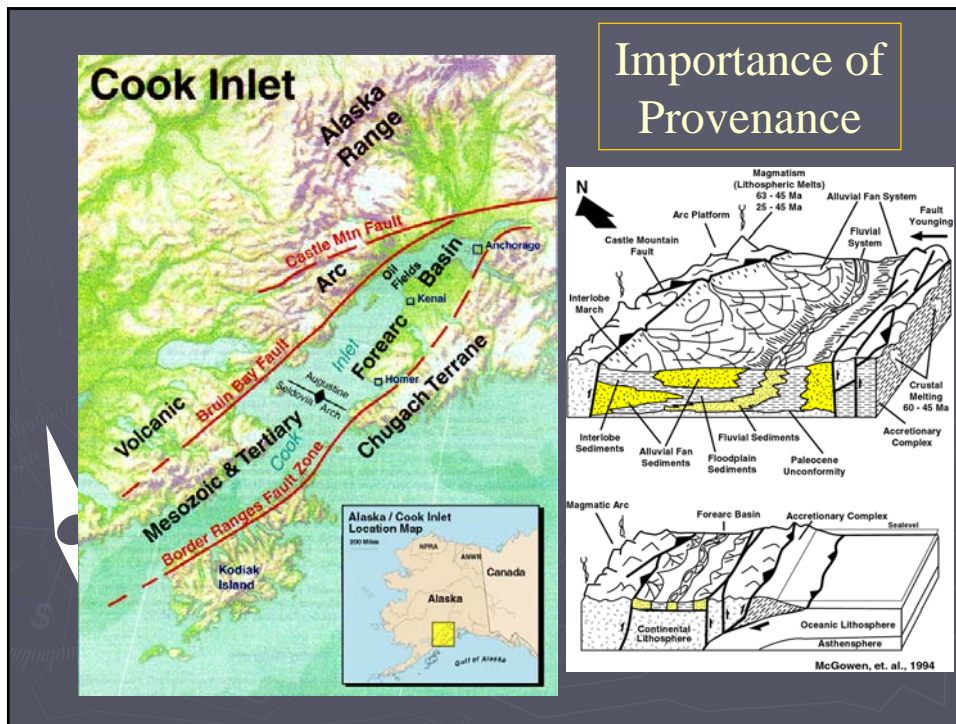 Importance of
Provenance
Cook Inlet
Alaska
Range
Castle Mtn Fault
Arc
Oil
Fields
Basin
Anchorage
Kenai
Bruin Bay Fault
Inlet
Forearc
Homer
Augustine
Seldovia
Arch
Chugach Terrane
Volcanic
Mesozoic & Tertiary
Cook
Border Ranges Fault Zone
Kodiak
Island
Alaska / Cook Inlet
Location Map
200 Miles
NPRA
ANWR
Canada
Alaska
Gulf of Alaska
N
Magmatism
(Lithospheric Melts)
63 - 45 Ma
25 - 45 Ma
Alluvial Fan System
Arc Platform
Fluvial
System
Fault
Younging
Castle Mountain
Fault
Interlobe
March
Crustal
Melting
60 - 45 Ma
Accretionary
Complex
Interlobe
Sediments
Alluvial Fan
Sediments
Fluvial Sediments
Floodplain
Sediments
Paleocene
Unconformity
Magmatic Arc
Forearc Basin
Accretionary Complex
Sealevel
Continental
Lithosphere
Oceanic Lithosphere
Asthensphere
McGowen, et. al., 1994
S